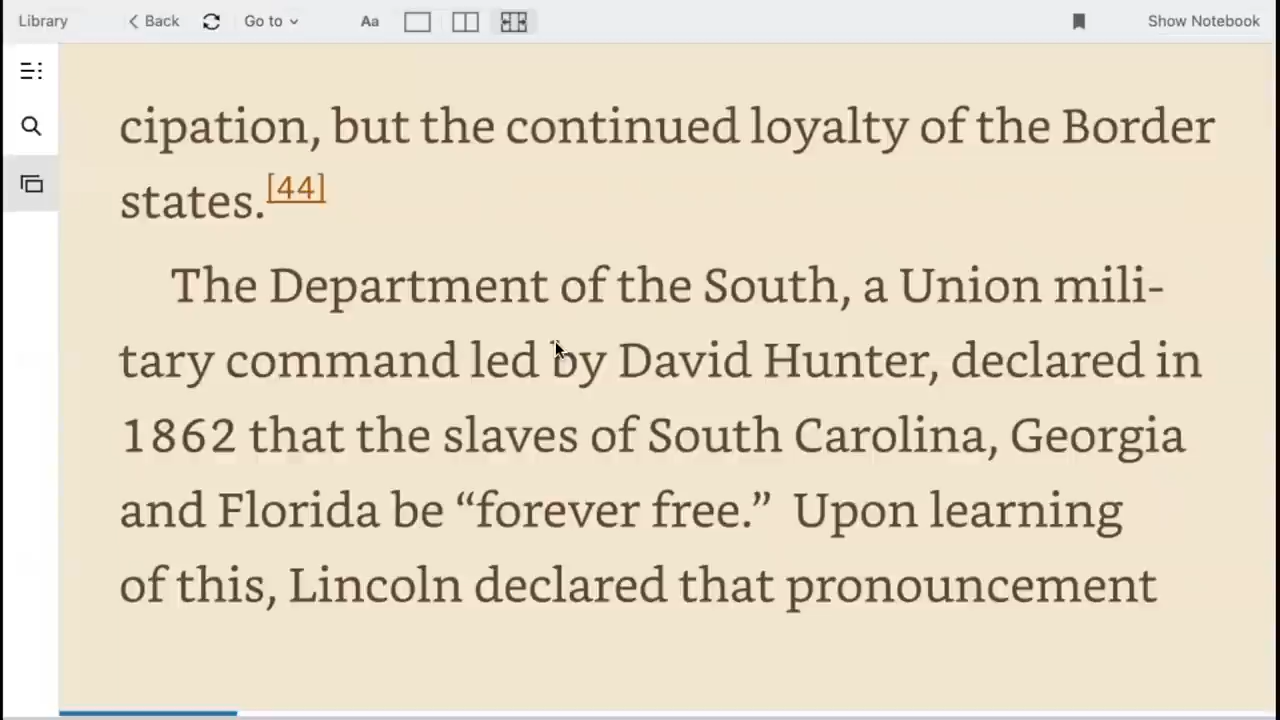 Library Back Go to Aa Show Notebook
cipation, but the continued loyalty of the Border
states.[44]
The Department of the South, a Union mili-
tary command led by David Hunter, declared in
1862 that the slaves of South Carolina, Georgia
and Florida be “forever free.” Upon learning
of this, Lincoln declared that pronouncement